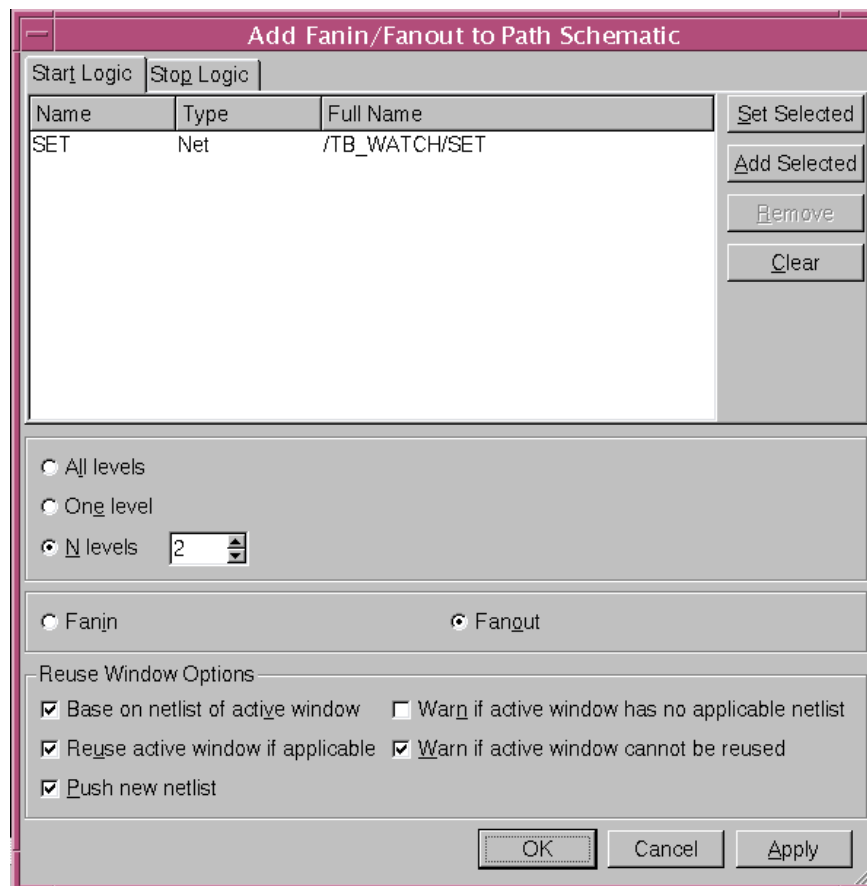 Add Fanin/Fanout to Path Schematic
Start Logic Stop Logic
Name Type Full Name
SET Net /TB_WATCH/SET
Set Selected
Add Selected
Remove
Clear
All levels
One level
N levels 2
Fanin Fanout
Reuse Window Options
Base on netlist of active window Warn if active window has no applicable netlist
Reuse active window if applicable Warn if active window cannot be reused
Push new netlist
OK Cancel Apply